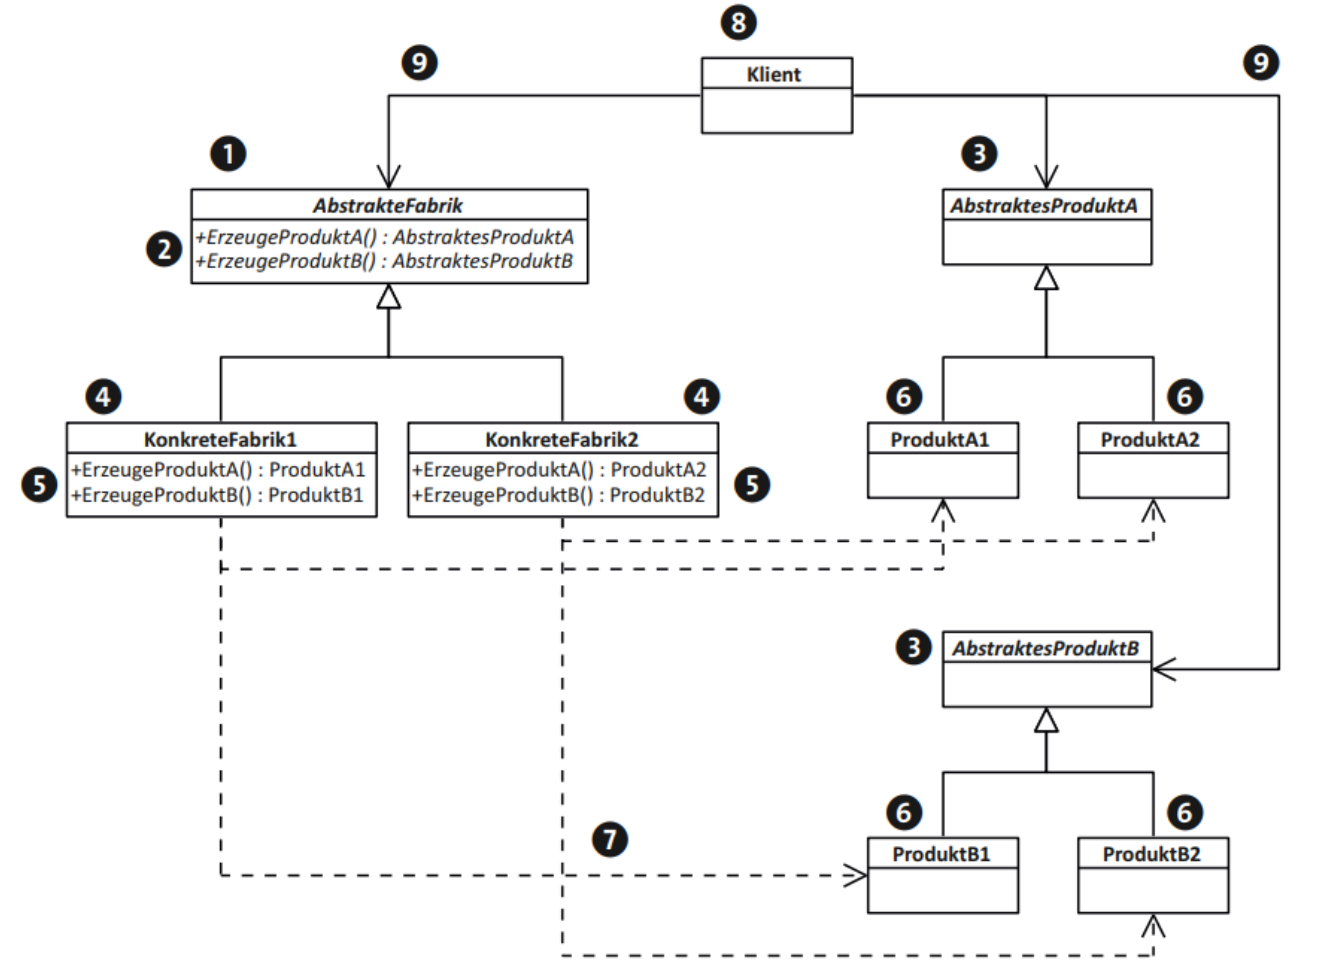 8
9
Klient
9
1
3
AbstrakteFabrik
AbstraktesProduktA
2
+ErzeugeProduktA() : AbstraktesProduktA
+ErzeugeProduktB() : AbstraktesProduktB
4
4
6
6
KonkreteFabrik1
KonkreteFabrik2
ProduktA1
ProduktA2
5
+ErzeugeProduktA() : ProduktA1
+ErzeugeProduktB() : ProduktB1
+ErzeugeProduktA() : ProduktA2
+ErzeugeProduktB() : ProduktB2
5
3
AbstraktesProduktB
6
6
7
ProduktB1
ProduktB2